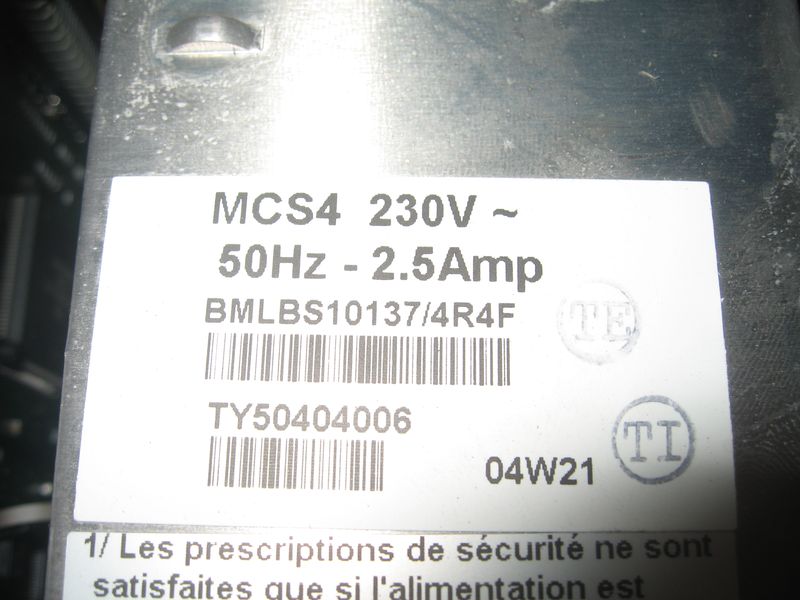 MCS4 230V ~
50Hz - 2.5Amp
BMLBS10137/4R4F
TE
TY50404006
TI
04W21
1/ Les prescriptions de sécurité ne sont
satisfaites que si l'alimentation est